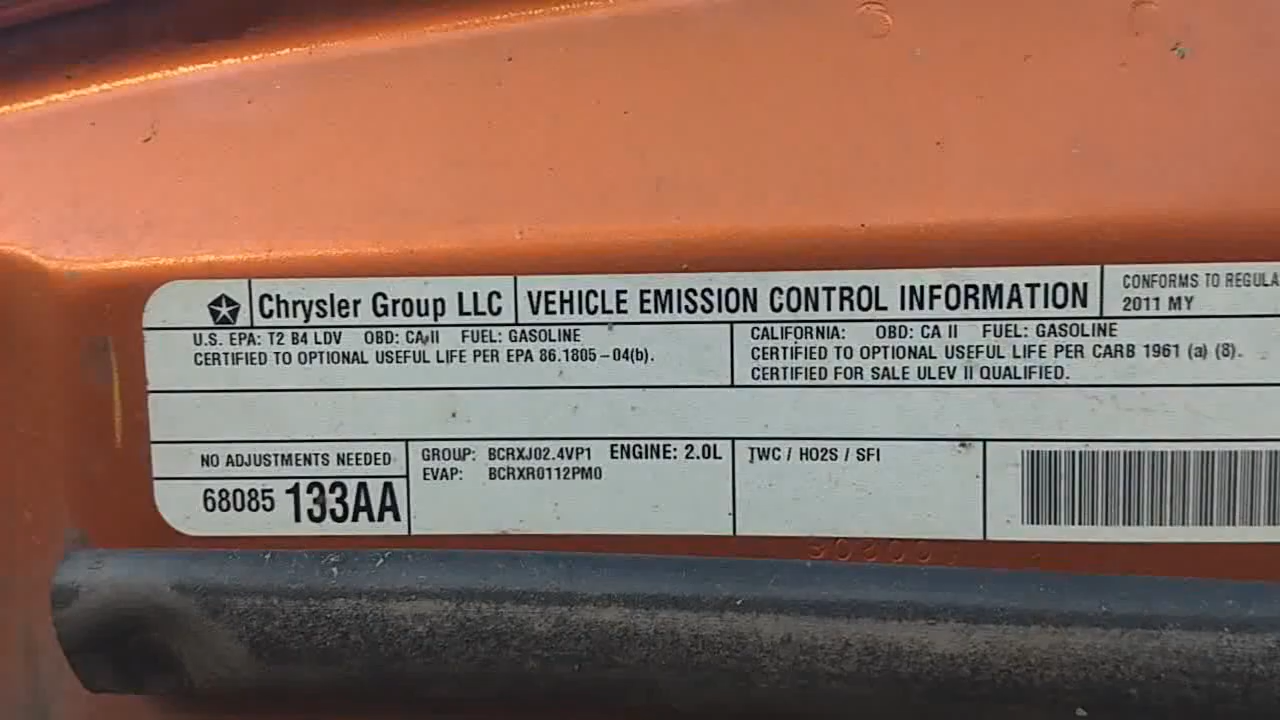 Chrysler Group LLC
VEHICLE EMISSION CONTROL INFORMATION
CONFORMS TO REGULA
2011 MY
U.S. EPA: T2 B4 LDV OBD: CA II FUEL: GASOLINE
CERTIFIED TO OPTIONAL USEFUL LIFE PER EPA 86.1805-04(b).
CALIFORNIA: OBD: CA II FUEL: GASOLINE
CERTIFIED TO OPTIONAL USEFUL LIFE PER CARB 1961 (a) (8).
CERTIFIED FOR SALE ULEV II QUALIFIED.
NO ADJUSTMENTS NEEDED
68085 133AA
GROUP: BCRXJ02.4VP1 ENGINE: 2.0L
EVAP: BCRXR0112PM0
TWC / HO2S / SFI